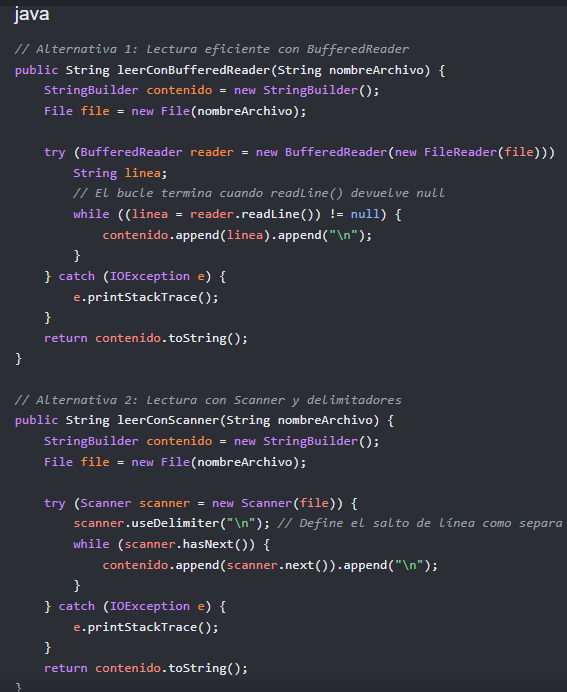 java
// Alternativa 1: Lectura eficiente con BufferedReader
public String leerConBufferedReader(String nombreArchivo) {
    StringBuilder contenido = new StringBuilder();
    File file = new File(nombreArchivo);
    try (BufferedReader reader = new BufferedReader(new FileReader(file)))
        String linea;
        // El bucle termina cuando readLine() devuelve null
        while ((linea = reader.readLine()) != null) {
            contenido.append(linea).append("\n");
        }
    } catch (IOException e) {
        e.printStackTrace();
    }
    return contenido.toString();
}
// Alternativa 2: Lectura con Scanner y delimitadores
public String leerConScanner(String nombreArchivo) {
    StringBuilder contenido = new StringBuilder();
    File file = new File(nombreArchivo);
    try (Scanner scanner = new Scanner(file)) {
        scanner.useDelimiter("\n"); // Define el salto de línea como separa
        while (scanner.hasNext()) {
            contenido.append(scanner.next()).append("\n");
        }
    } catch (IOException e) {
        e.printStackTrace();
    }
    return contenido.toString();
}